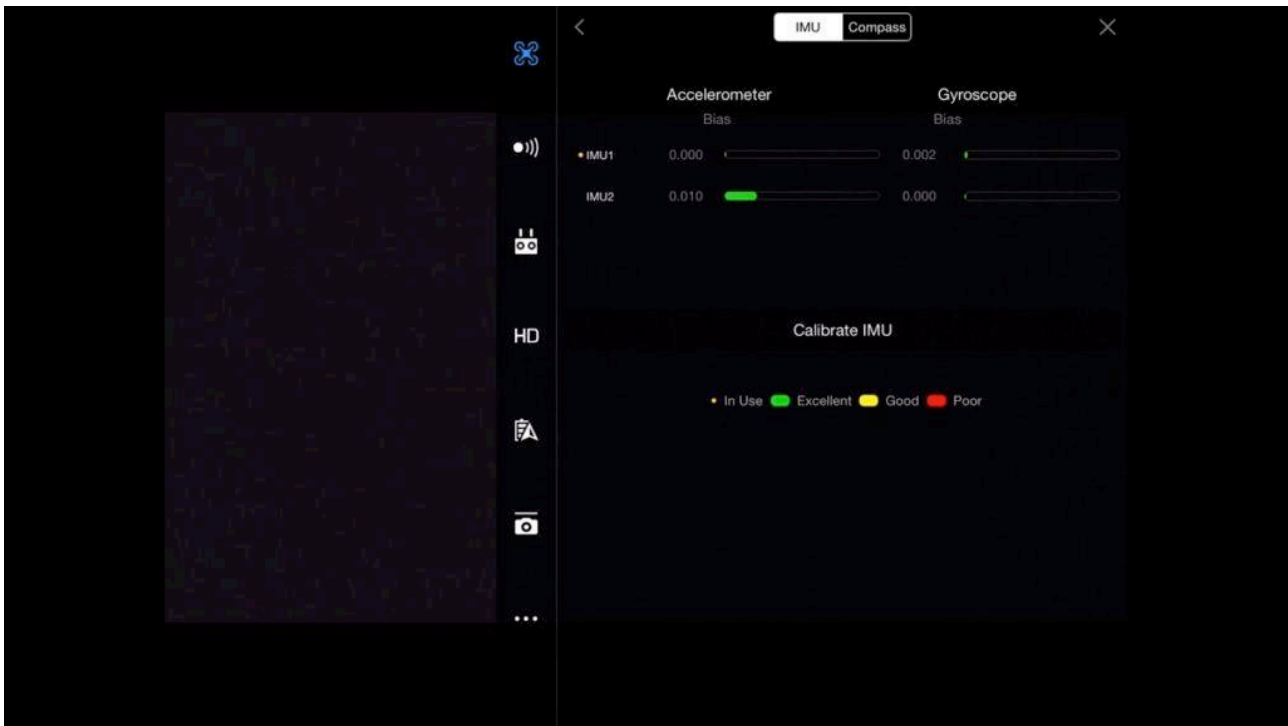 IMU Compass
Accelerometer Gyroscope
Bias Bias
IMU1 0.000 0.002
IMU2 0.010 0.000
HD
Calibrate IMU
In Use Excellent Good Poor